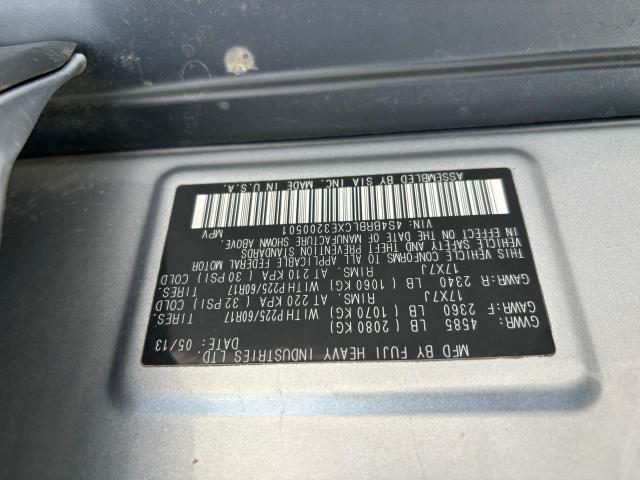 MFD BY FUJI HEAVY INDUSTRIES LTD. DATE: 05/13
GVWR: 4585 LB ( 2080 KG)
GAWR:F 2360 LB ( 1070 KG) WITH P225/60R17 TIRES.
17X7J RIMS. AT 220 KPA ( 32 PSI) COLD
GAWR:R 2340 LB ( 1060 KG) WITH P225/60R17 TIRES.
17X7J RIMS. AT 210 KPA ( 30 PSI) COLD
THIS VEHICLE CONFORMS TO ALL APPLICABLE FEDERAL MOTOR
VEHICLE SAFETY AND THEFT PREVENTION STANDARDS
IN EFFECT ON THE DATE OF MANUFACTURE SHOWN ABOVE.
VIN: 4S4BRBLCXE3200501 MPV
ASSEMBLED BY SIA INC. MADE IN U.S.A.